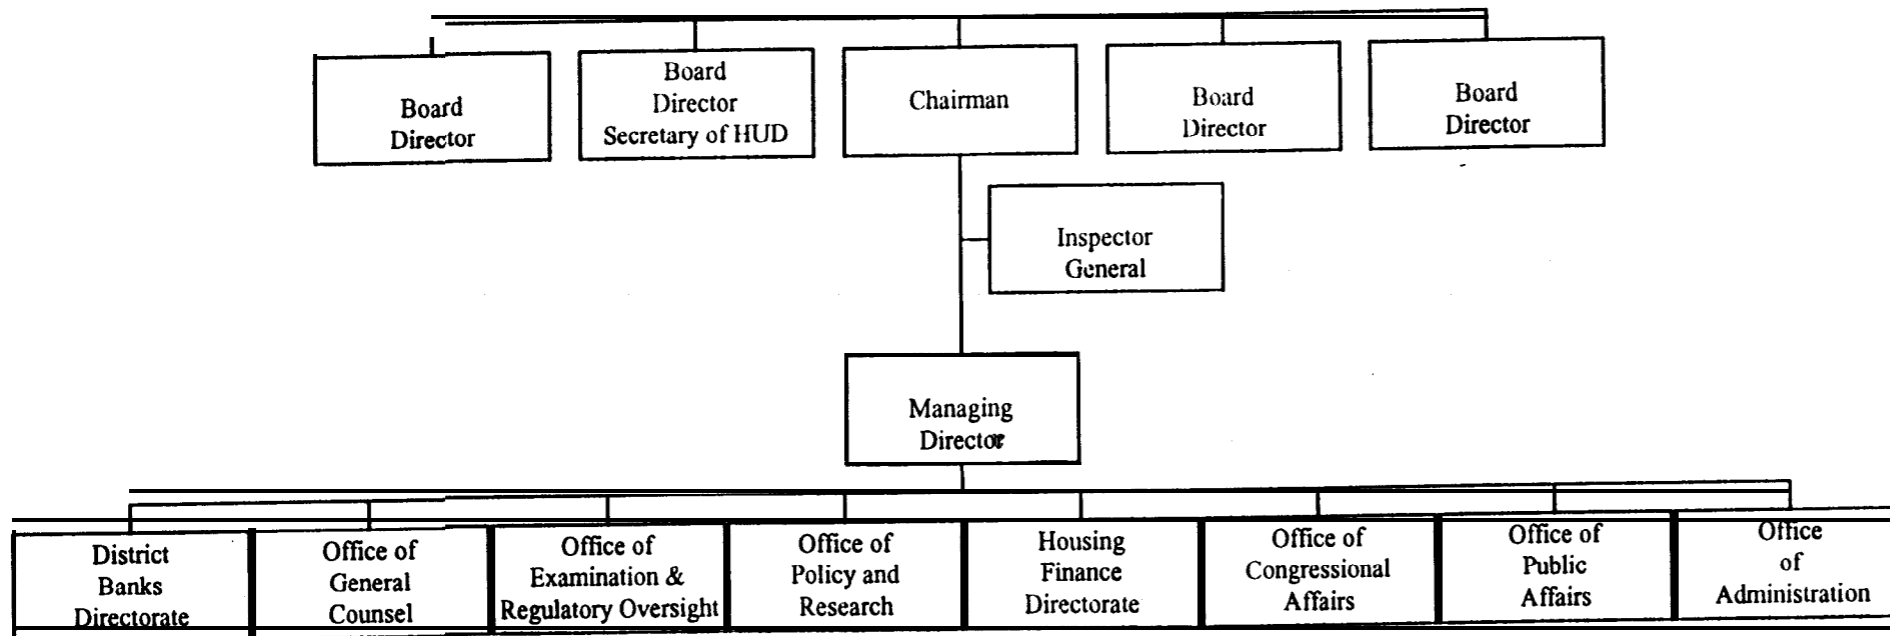 Board
Director
Board
Director
Secretary of HUD
Chairman
Board
Director
Board
Director
Inspector
General
Managing
Director
District
Banks
Directorate
Office of
General
Counsel
Office of
Examination &
Regulatory Oversight
Office of
Policy and
Research
Housing
Finance
Directorate
Office of
Congressional
Affairs
Office of
Public
Affairs
Office
of
Administration